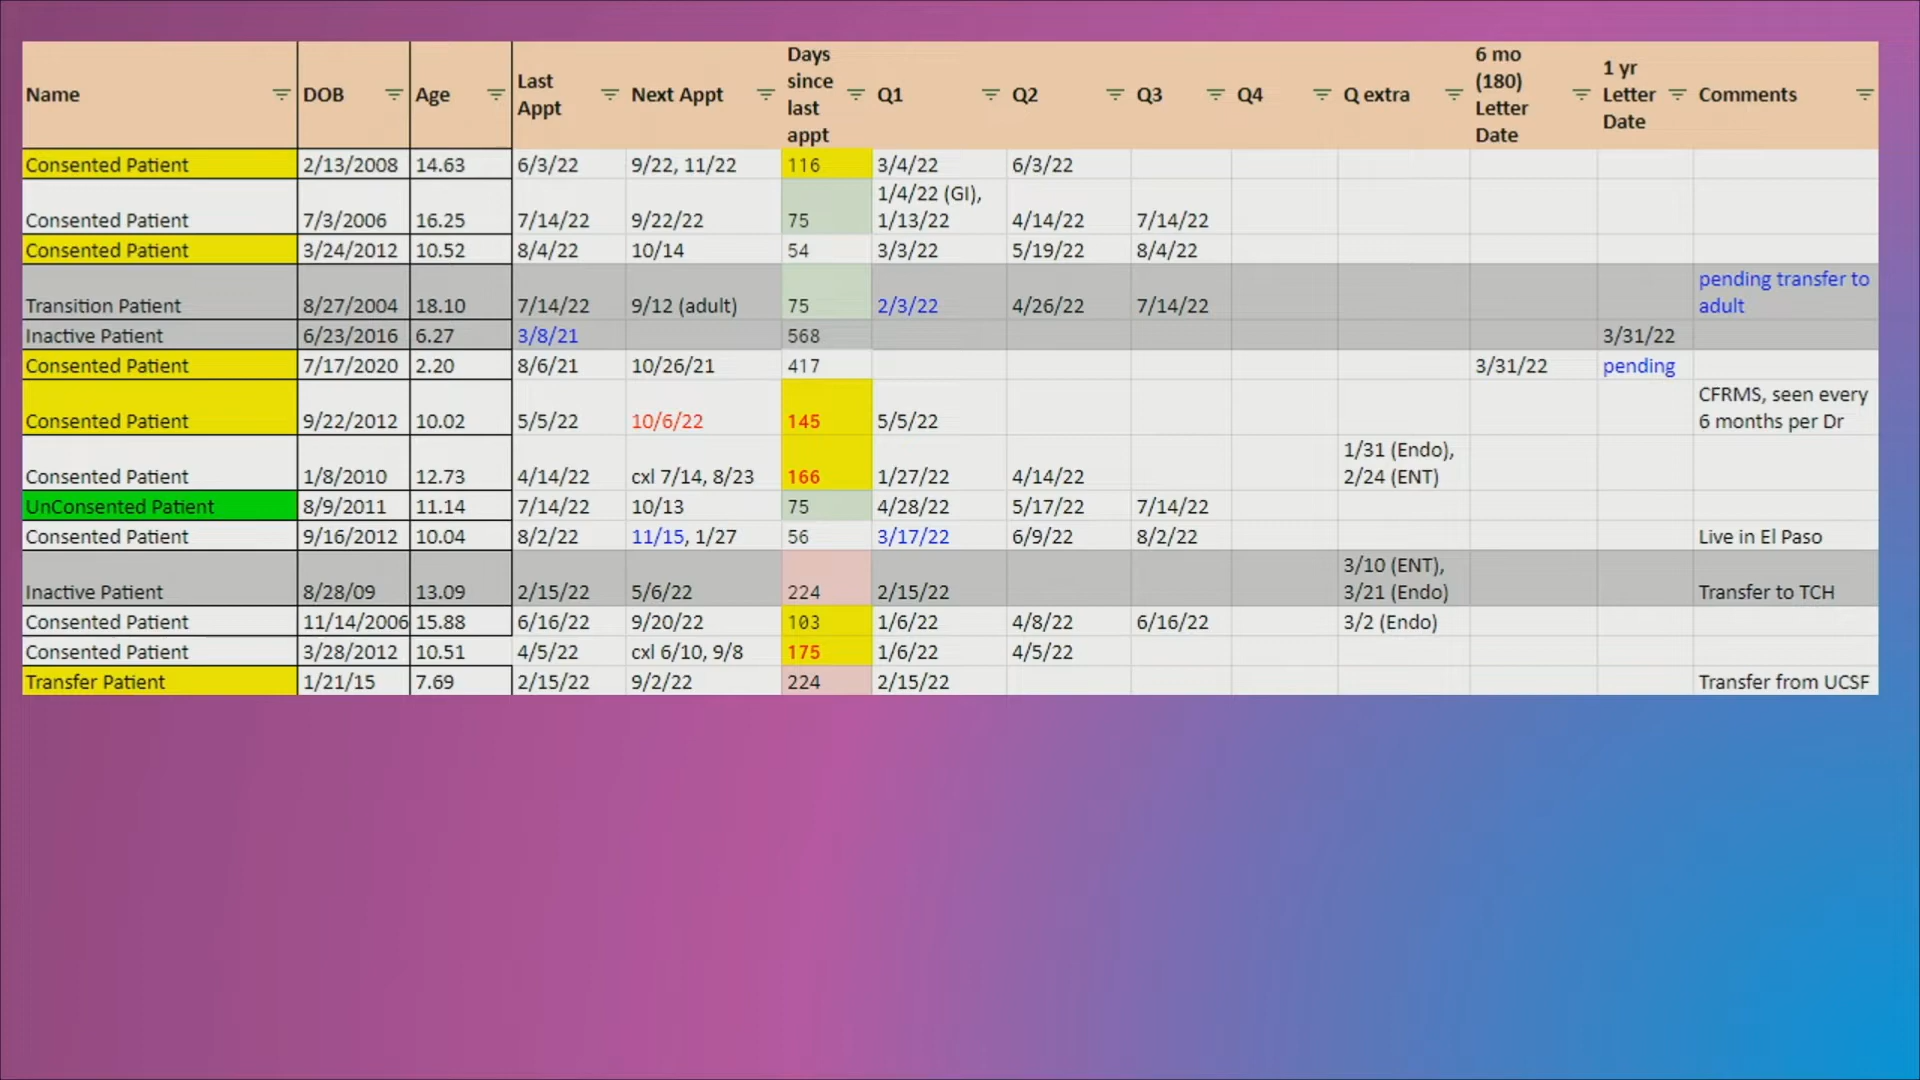 Name DOB Age Last Appt Next Appt Days since last appt Q1 Q2 Q3 Q4 Q extra 6 mo (180) Letter Date 1 yr Letter Date Comments
Consented Patient 2/13/2008 14.63 6/3/22 9/22, 11/22 116 3/4/22 6/3/22
Consented Patient 7/3/2006 16.25 7/14/22 9/22/22 75 1/4/22 (GI), 1/13/22 4/14/22 7/14/22
Consented Patient 3/24/2012 10.52 8/4/22 10/14 54 3/3/22 5/19/22 8/4/22
Transition Patient 8/27/2004 18.10 7/14/22 9/12 (adult) 75 2/3/22 4/26/22 7/14/22 pending transfer to adult
Inactive Patient 6/23/2016 6.27 3/8/21 568 3/31/22
Consented Patient 7/17/2020 2.20 8/6/21 10/26/21 417 3/31/22 pending
Consented Patient 9/22/2012 10.02 5/5/22 10/6/22 145 5/5/22 CFRMS, seen every 6 months per Dr
Consented Patient 1/8/2010 12.73 4/14/22 cxl 7/14, 8/23 166 1/27/22 4/14/22 1/31 (Endo), 2/24 (ENT)
UnConsented Patient 8/9/2011 11.14 7/14/22 10/13 75 4/28/22 5/17/22 7/14/22
Consented Patient 9/16/2012 10.04 8/2/22 11/15, 1/27 56 3/17/22 6/9/22 8/2/22 Live in El Paso
Inactive Patient 8/28/09 13.09 2/15/22 5/6/22 224 2/15/22 3/10 (ENT), 3/21 (Endo) Transfer to TCH
Consented Patient 11/14/2006 15.88 6/16/22 9/20/22 103 1/6/22 4/8/22 6/16/22 3/2 (Endo)
Consented Patient 3/28/2012 10.51 4/5/22 cxl 6/10, 9/8 175 1/6/22 4/5/22
Transfer Patient 1/21/15 7.69 2/15/22 9/2/22 224 2/15/22 Transfer from UCSF